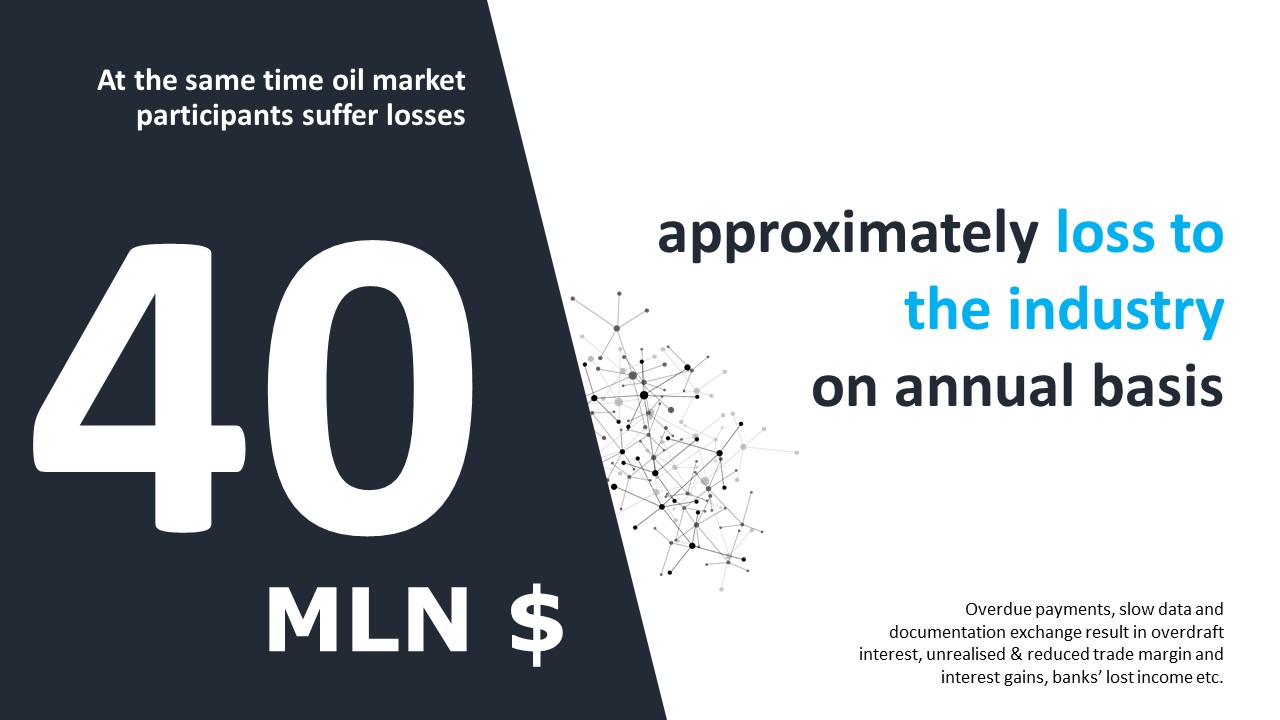 At the same time oil market
participants suffer losses
40
MLN $
approximately loss to
the industry
on annual basis
Overdue payments, slow data and
documentation exchange result in overdraft
interest, unrealised & reduced trade margin and
interest gains, banks’ lost income etc.